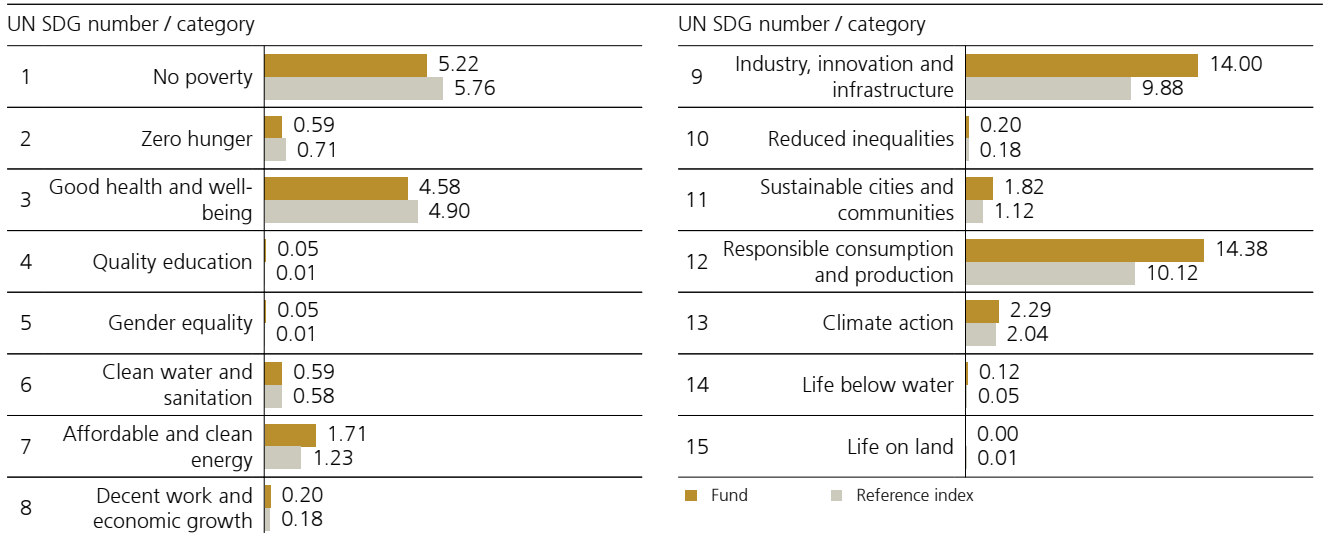 UN SDG number / category
1 No poverty 5.22
5.76
2 Zero hunger 0.59
0.71
3 Good health and well-
being
4.58
4.90
4 Quality education 0.05
0.01
5 Gender equality 0.05
0.01
6 Clean water and
sanitation
0.59
0.58
7 Affordable and clean
energy
1.71
1.23
8 Decent work and
economic growth
0.20
0.18
UN SDG number / category
9 Industry, innovation and
infrastructure
14.00
9.88
10 Reduced inequalities 0.20
0.18
11 Sustainable cities and
communities
1.82
1.12
12 Responsible consumption
and production
14.38
10.12
13 Climate action 2.29
2.04
14 Life below water 0.12
0.05
15 Life on land 0.00
0.01
Fund Reference index